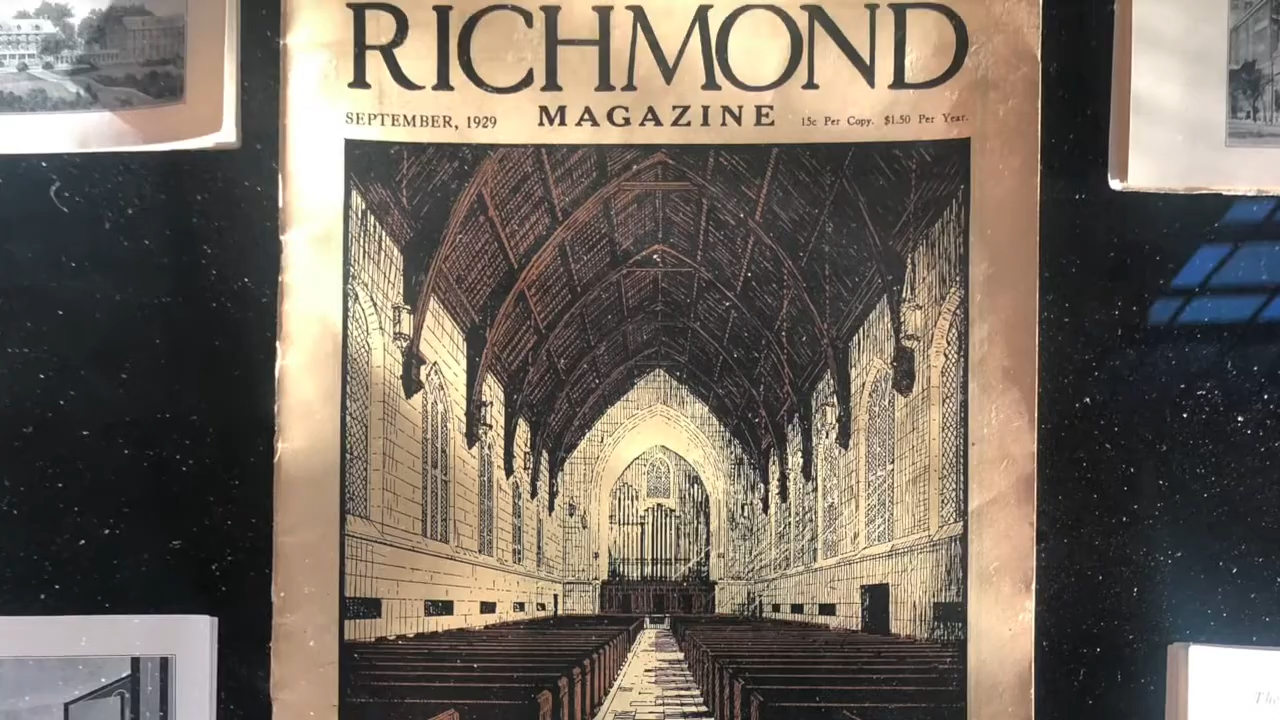 RICHMOND
SEPTEMBER, 1929 MAGAZINE 15c Per Copy. $1.50 Per Year.